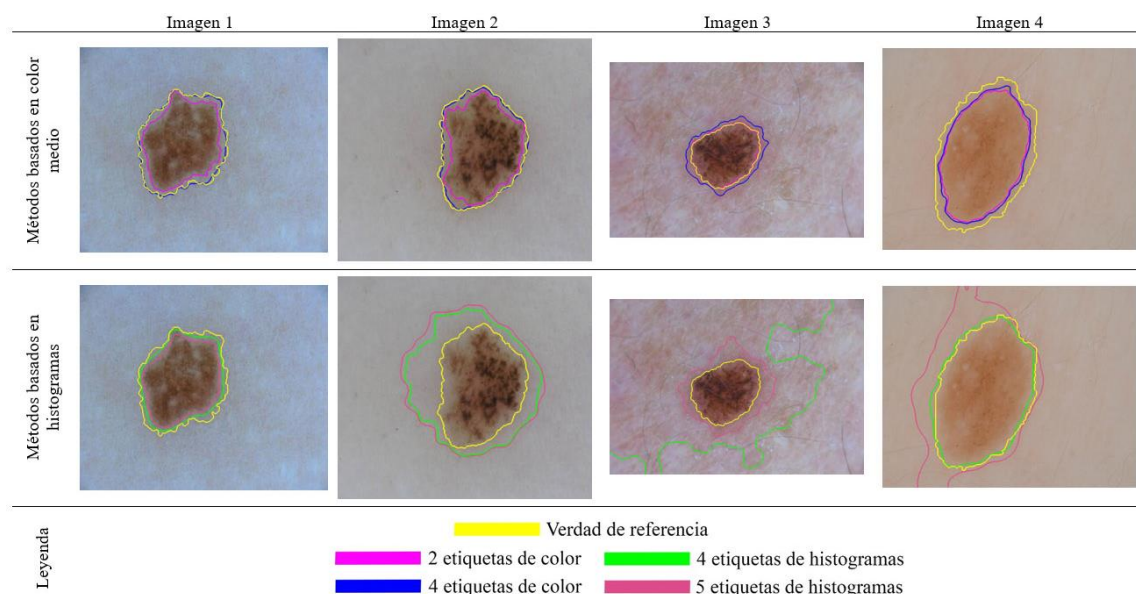 Imagen 1
Imagen 2
Imagen 3
Imagen 4
Métodos basados en color
medio
Métodos basados en
histogramas
Leyenda
Verdad de referencia
2 etiquetas de color
4 etiquetas de histogramas
4 etiquetas de color
5 etiquetas de histogramas